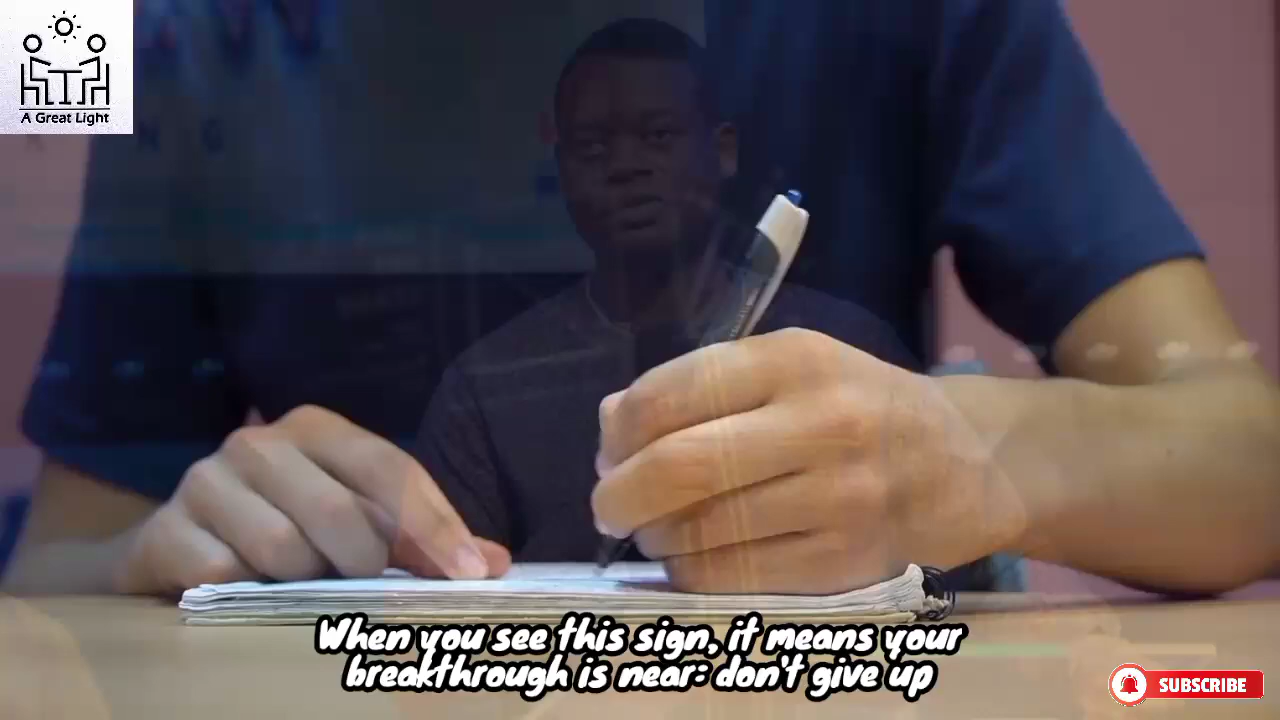 A Great Light
N G
When you see this sign, it means your
breakthrough is near: don't give up
SUBSCRIBE